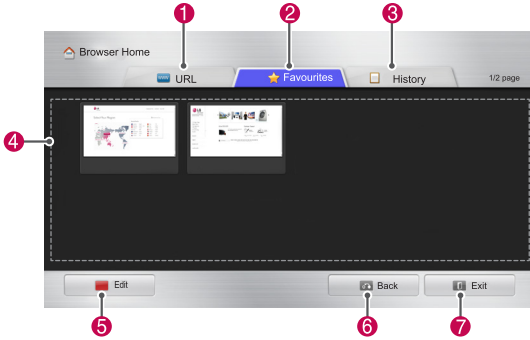 1 2 3
Browser Home
URL
Favourites
History
1/2 page
4
Edit
Back
Exit
5 6 7